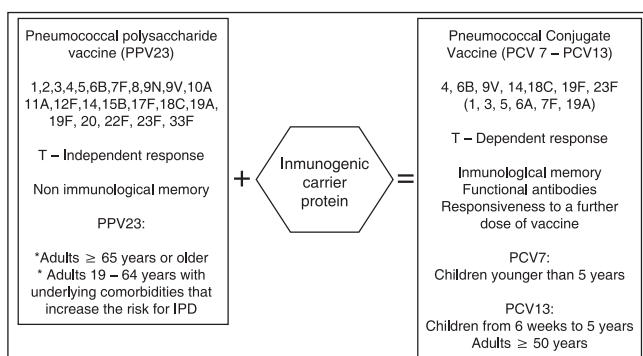 Pneumococcal polysaccharide
vaccine (PPV23)
1,2,3,4,5,6B,7F,8,9N,9V,10A
11A,12F,14,15B,17F,18C,19A,
19F, 20, 22F, 23F, 33F
T – Independent response
Non immunological memory
PPV23:
*Adults ≥ 65 years or older
* Adults 19 – 64 years with
underlying comorbidities that
increase the risk for IPD
+
Inmunogenic
carrier
protein
=
Pneumococcal Conjugate
Vaccine (PCV 7 – PCV13)
4, 6B, 9V, 14,18C, 19F, 23F
(1, 3, 5, 6A, 7F, 19A)
T – Dependent response
Inmunological memory
Functional antibodies
Responsiveness to a further
dose of vaccine
PCV7:
Children younger than 5 years
PCV13:
Children from 6 weeks to 5 years
Adults ≥ 50 years